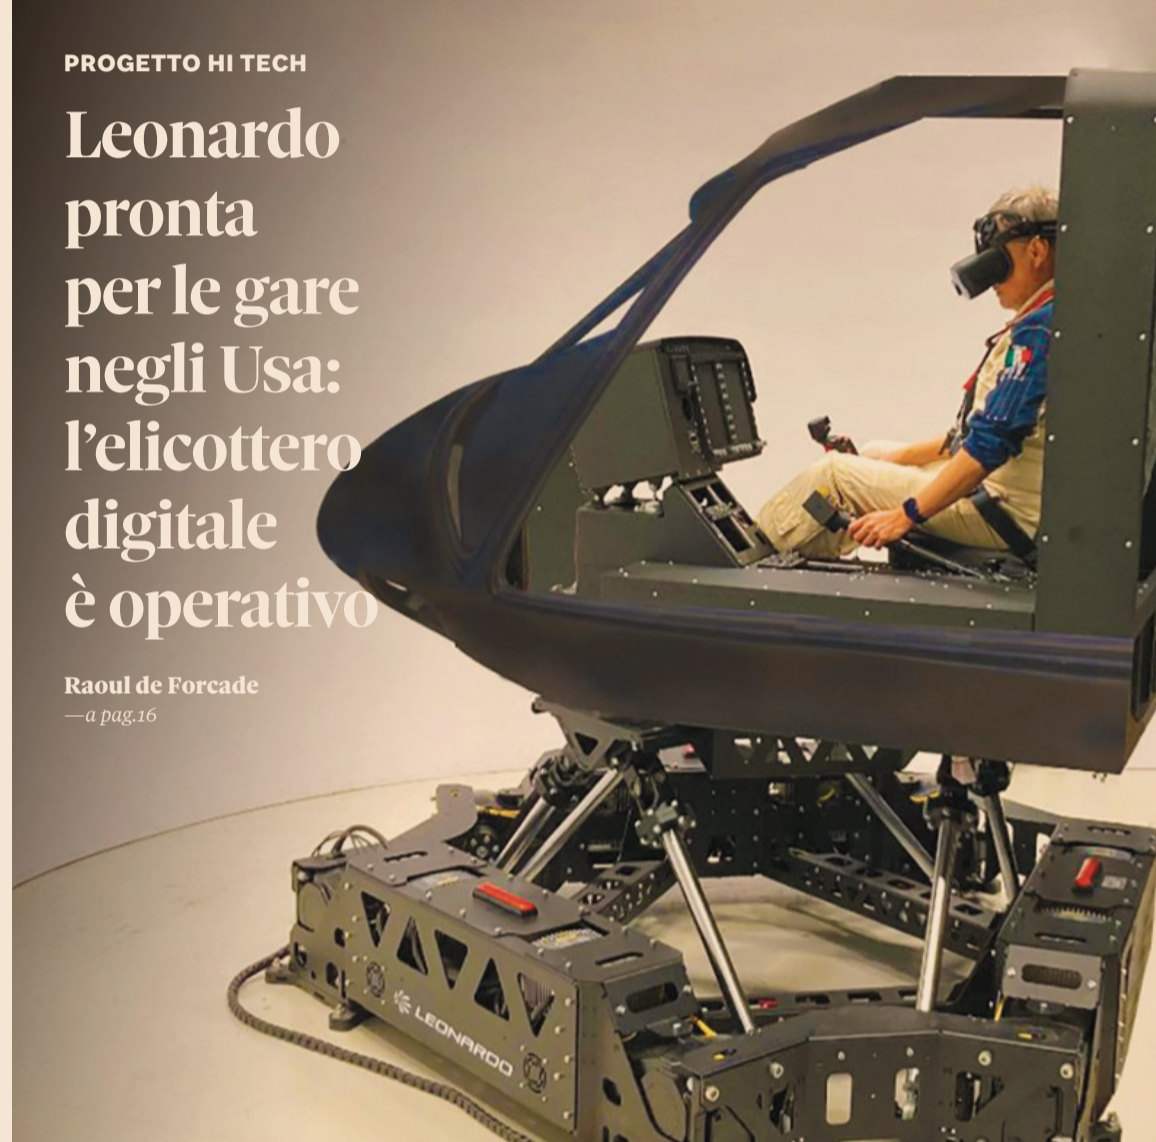 PROGETTO HI TECH
Leonardo
pronta
per le gare
negli Usa:
l’elicottero
digitale
è operativo
Raoul de Forcade
—a pag.16
LEONARDO